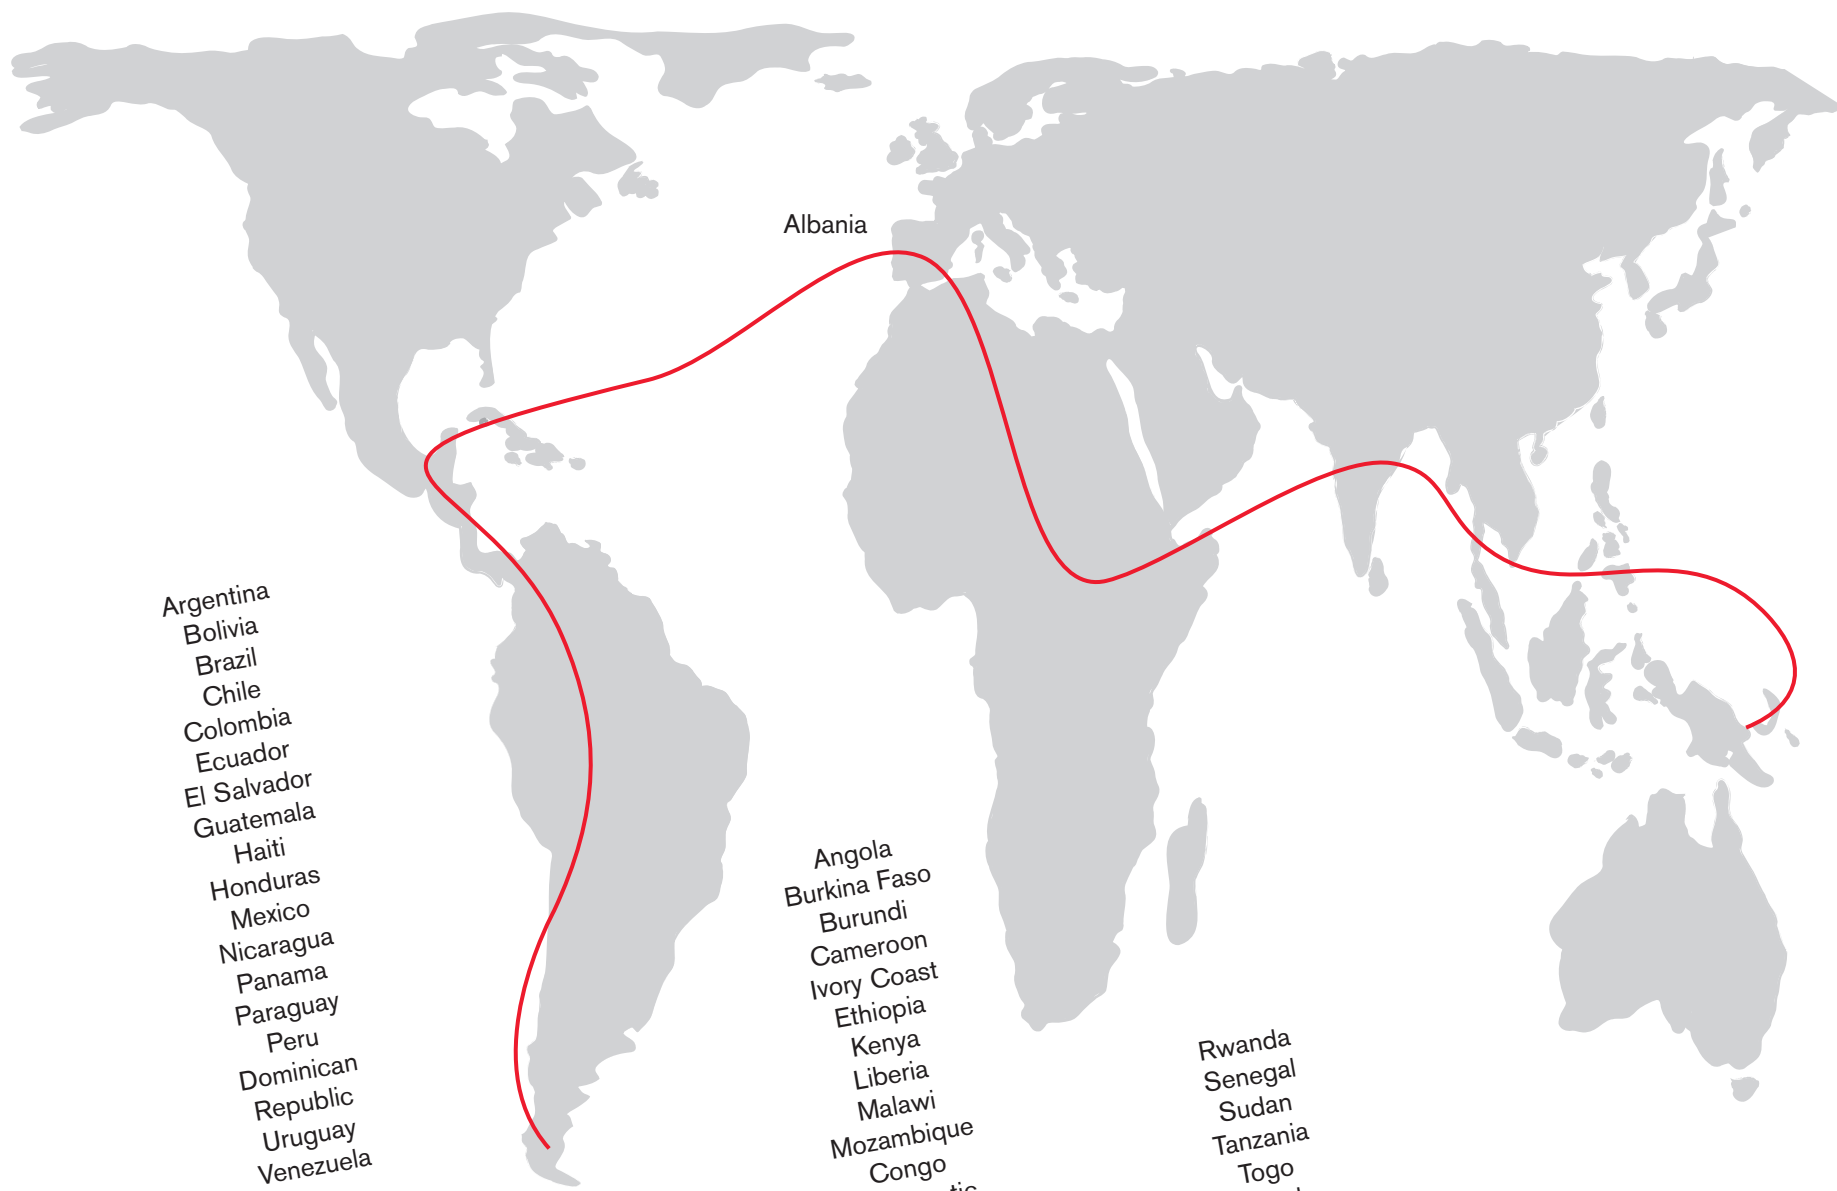 Albania
Argentina
Bolivia
Brazil
Chile
Colombia
Ecuador
El Salvador
Guatemala
Haiti
Honduras
Mexico
Nicaragua
Panama
Paraguay
Peru
Dominican
Republic
Uruguay
Venezuela
Angola
Burkina Faso
Burundi
Cameroon
Ivory Coast
Ethiopia
Kenya
Liberia
Malawi
Mozambique
Congo
Rwanda
Senegal
Sudan
Tanzania
Togo